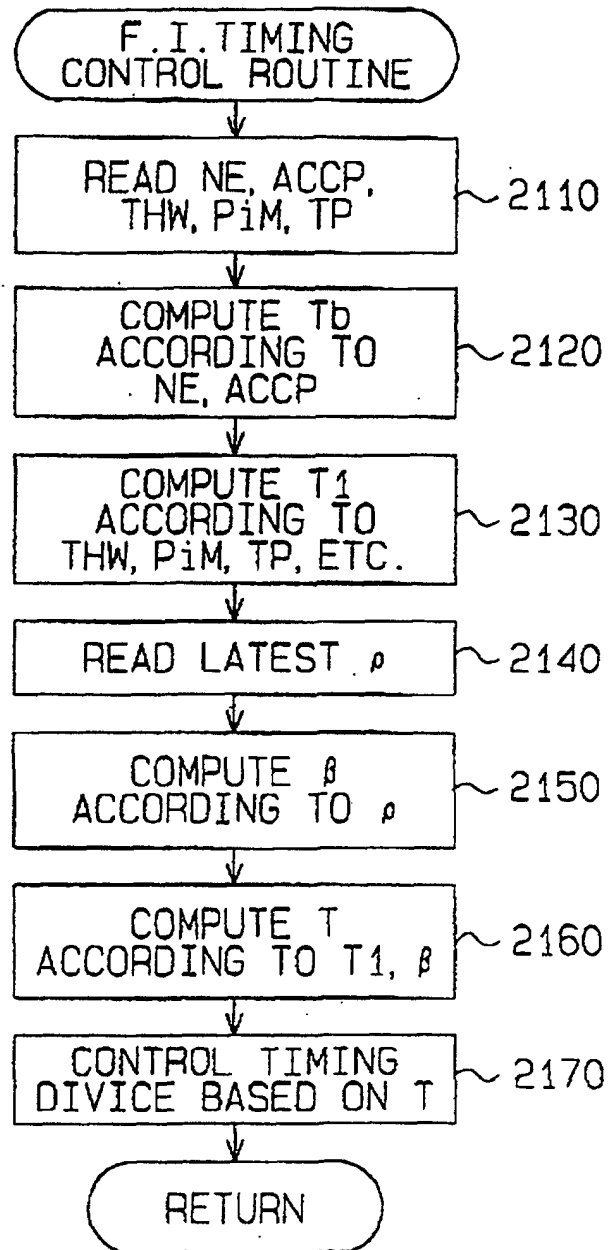 F.I.TIMING
CONTROL ROUTINE
READ NE, ACCP,
THW, PiM, TP
2110
COMPUTE Tb
ACCORDING TO
NE, ACCP
2120
COMPUTE T1
ACCORDING TO
THW, PiM, TP, ETC.
2130
READ LATEST ρ
2140
COMPUTE β
ACCORDING TO ρ
2150
COMPUTE T
ACCORDING TO T1, β
2160
CONTROL TIMING
DIVICE BASED ON T
2170
RETURN